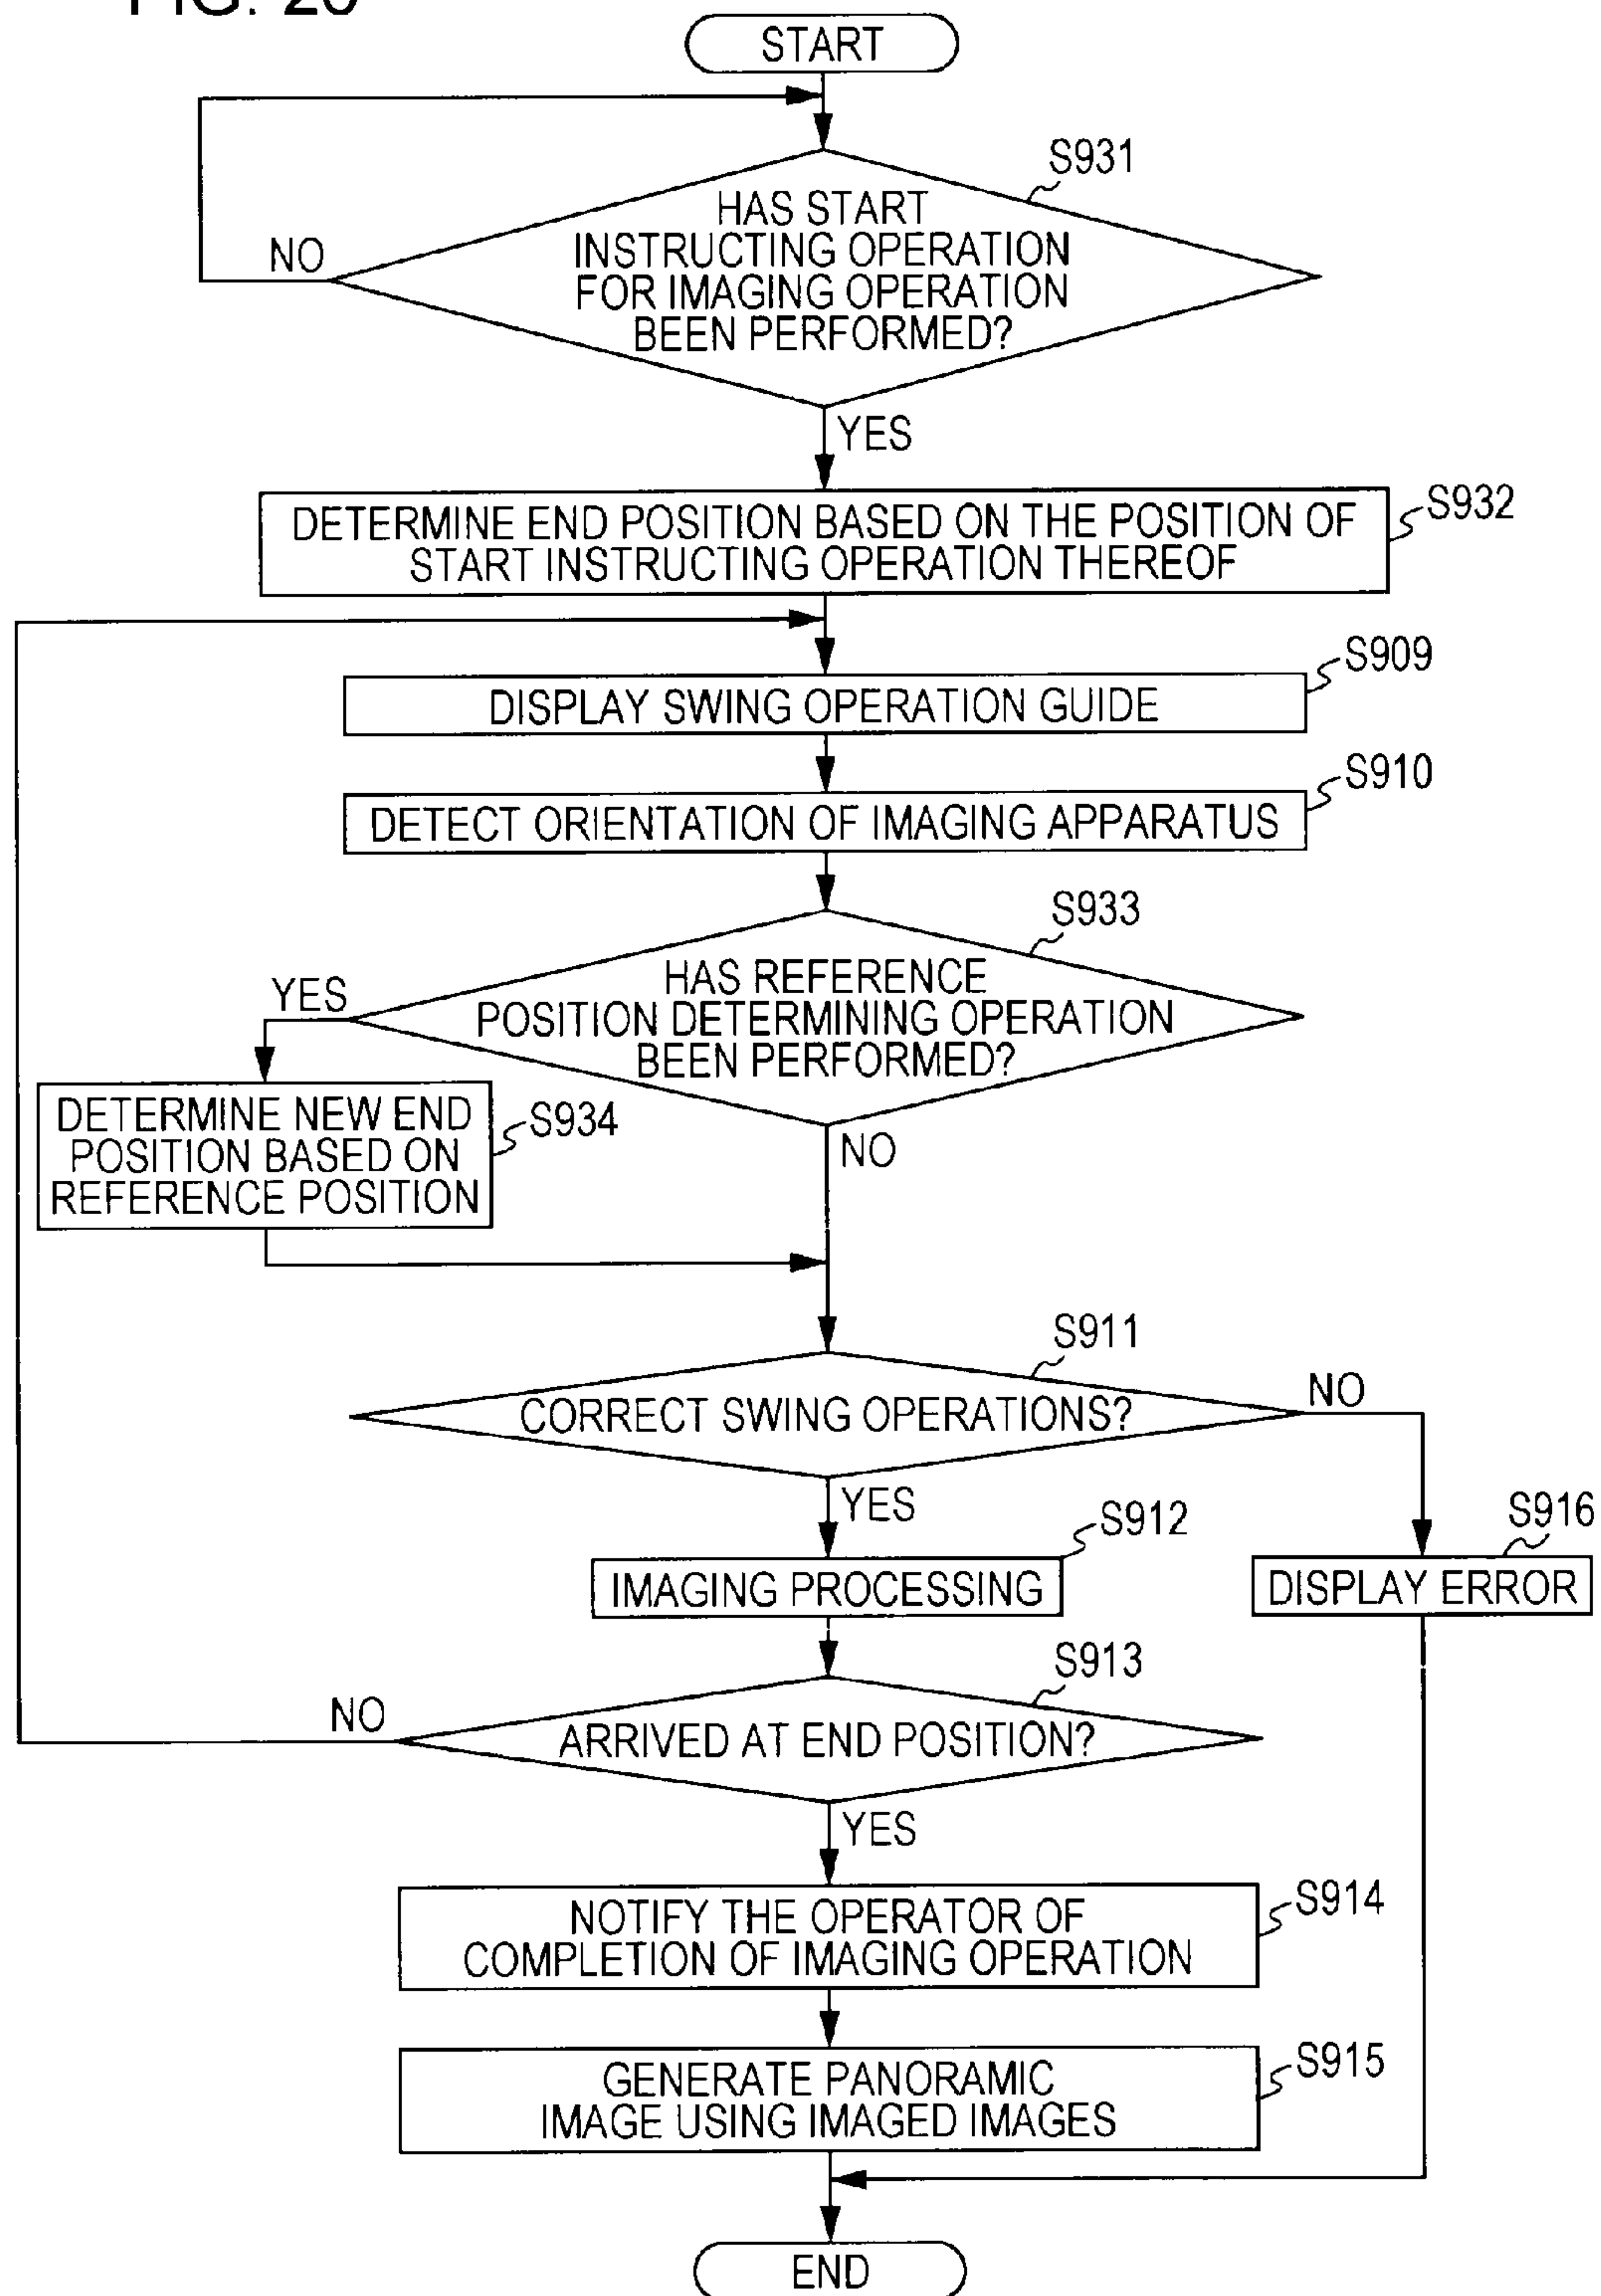 START
S931
HAS START
INSTRUCTING OPERATION
FOR IMAGING OPERATION
BEEN PERFORMED?
NO
YES
S932
DETERMINE END POSITION BASED ON THE POSITION OF
START INSTRUCTING OPERATION THEREOF
S909
DISPLAY SWING OPERATION GUIDE
S910
DETECT ORIENTATION OF IMAGING APPARATUS
S933
HAS REFERENCE
POSITION DETERMINING OPERATION
BEEN PERFORMED?
YES
NO
DETERMINE NEW END
POSITION BASED ON
REFERENCE POSITION
S934
S911
CORRECT SWING OPERATIONS?
NO
YES
S912
IMAGING PROCESSING
S916
DISPLAY ERROR
S913
ARRIVED AT END POSITION?
NO
YES
S914
NOTIFY THE OPERATOR OF
COMPLETION OF IMAGING OPERATION
S915
GENERATE PANORAMIC
IMAGE USING IMAGED IMAGES
END